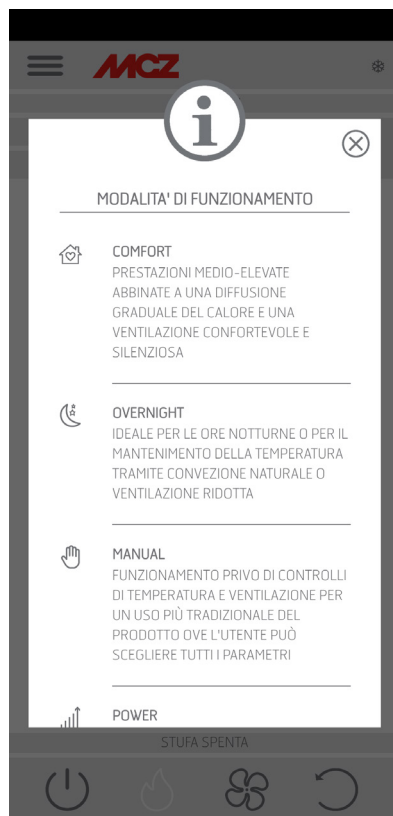 MCZ
MODALITA' DI FUNZIONAMENTO
COMFORT
PRESTAZIONI MEDIO-ELEVATE
ABBINATE A UNA DIFFUSIONE
GRADUALE DEL CALORE E UNA
VENTILAZIONE CONFORTEVOLE E
SILENZIOSA
OVERNIGHT
IDEALE PER LE ORE NOTTURNE O PER IL
MANTENIMENTO DELLA TEMPERATURA
TRAMITE CONVEZIONE NATURALE O
VENTILAZIONE RIDOTTA
MANUAL
FUNZIONAMENTO PRIVO DI CONTROLLI
DI TEMPERATURA E VENTILAZIONE PER
UN USO PIÙ TRADIZIONALE DEL
PRODOTTO OVE L'UTENTE PUÒ
SCEGLIERE TUTTI I PARAMETRI
POWER
STUFA SPENTA